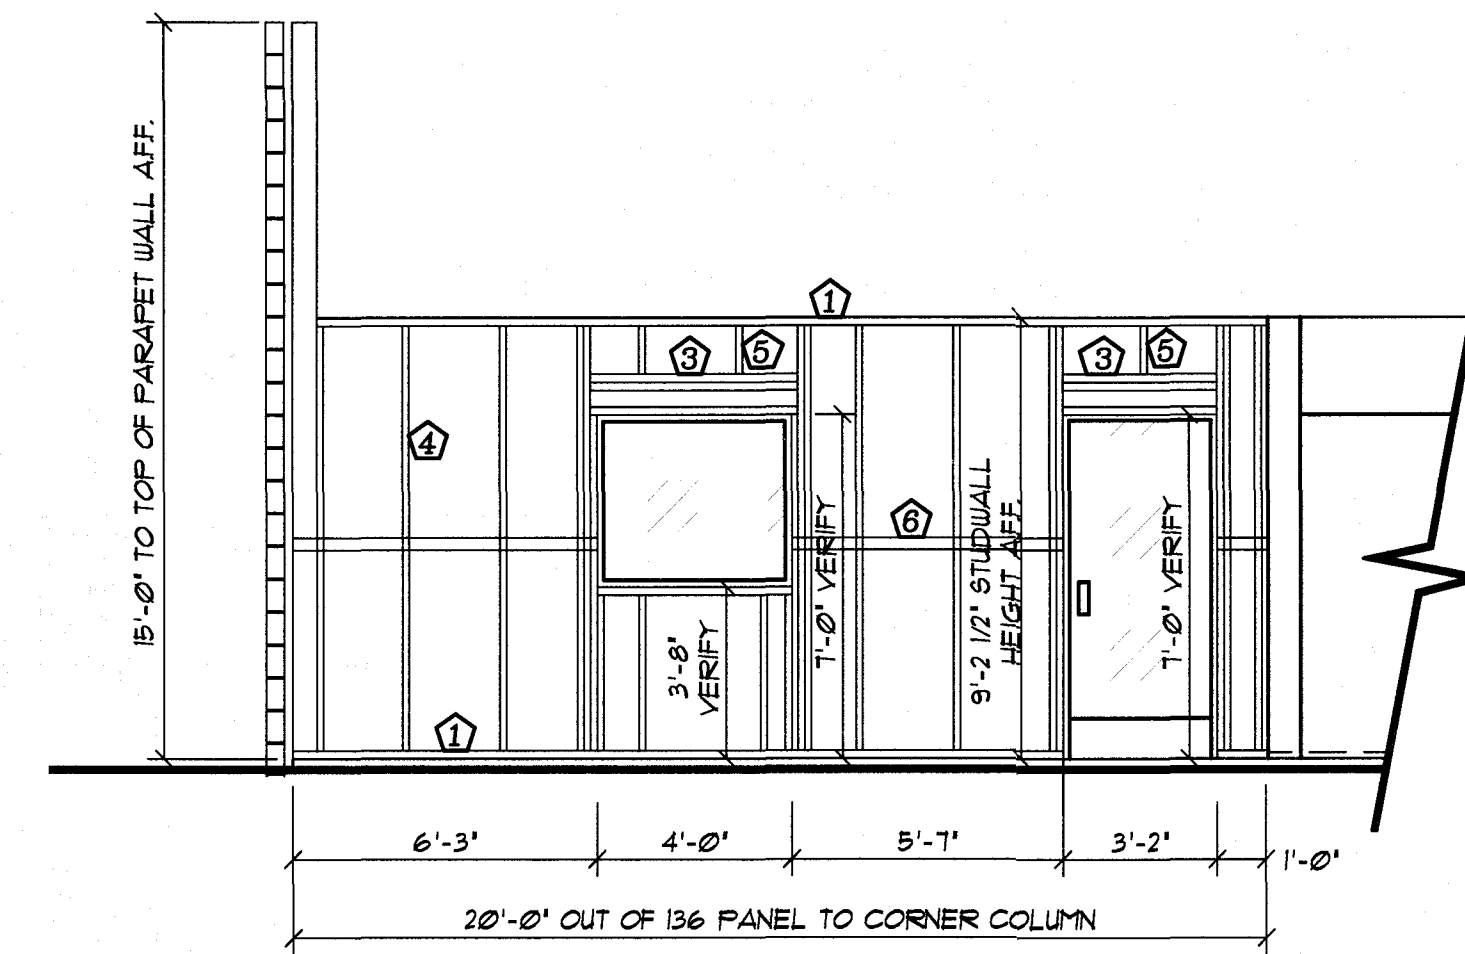 15'-0" TO TOP OF PARAPET WALL A.F.F.
1
3
5
3
5
4
6
7'-0" VERIFY
9'-2 1/2" STUDWALL
HEIGHT A.F.F.
7'-0" VERIFY
3'-8"
VERIFY
1
6'-3"
4'-0"
5'-7"
3'-2"
1'-0"
20'-0" OUT OF 136 PANEL TO CORNER COLUMN